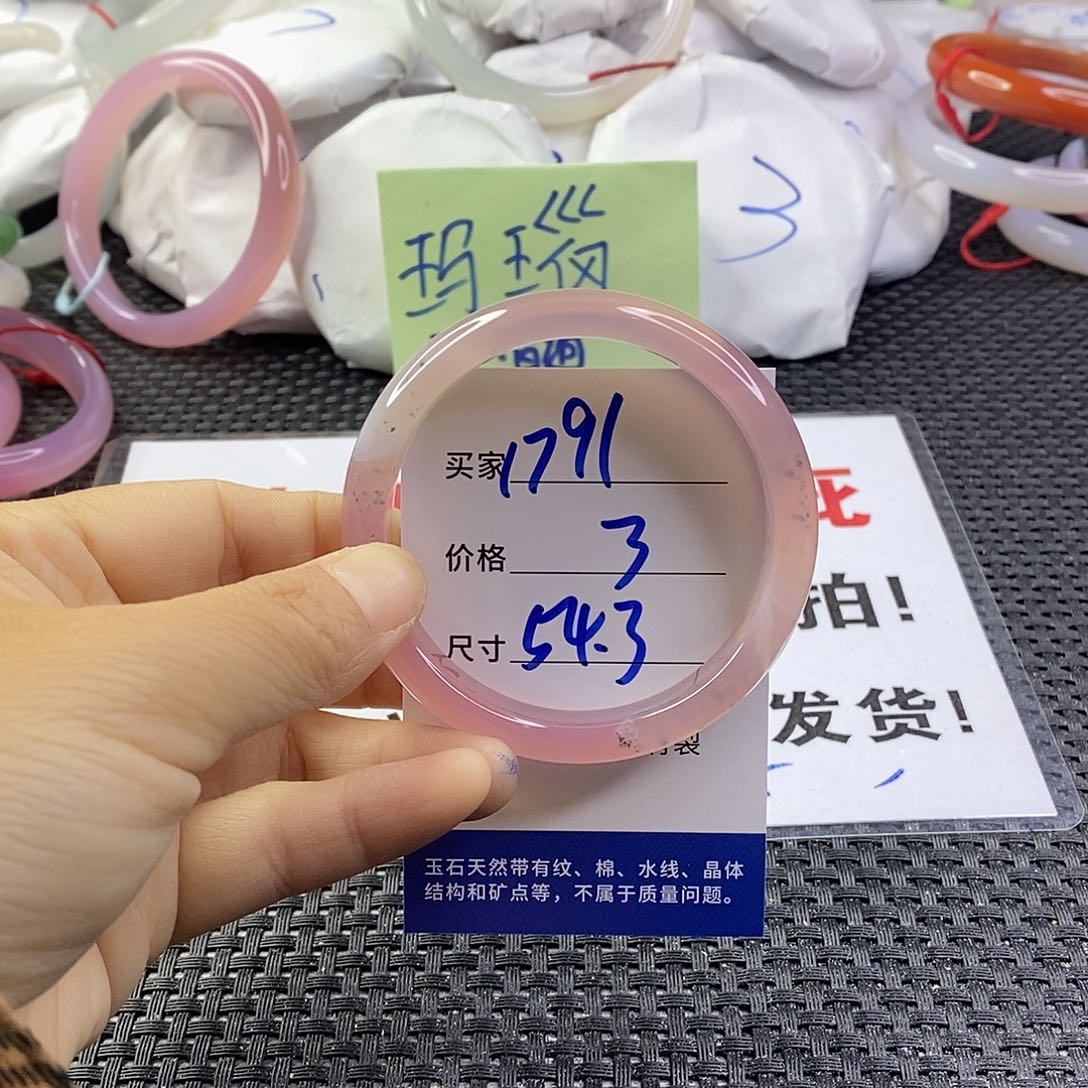 3
玛瑙
买家1791
价格3
尺寸54.3
拍!
发货!
玉石天然带有纹、棉、水线、晶体
结构和矿点等，不属于质量问题。